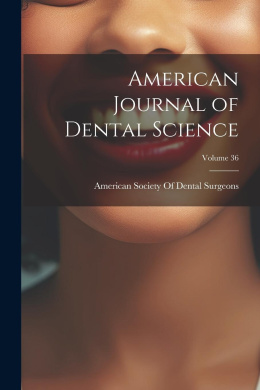 American
Journal of
Dental Science
Volume 36
American Society Of Dental Surgeons